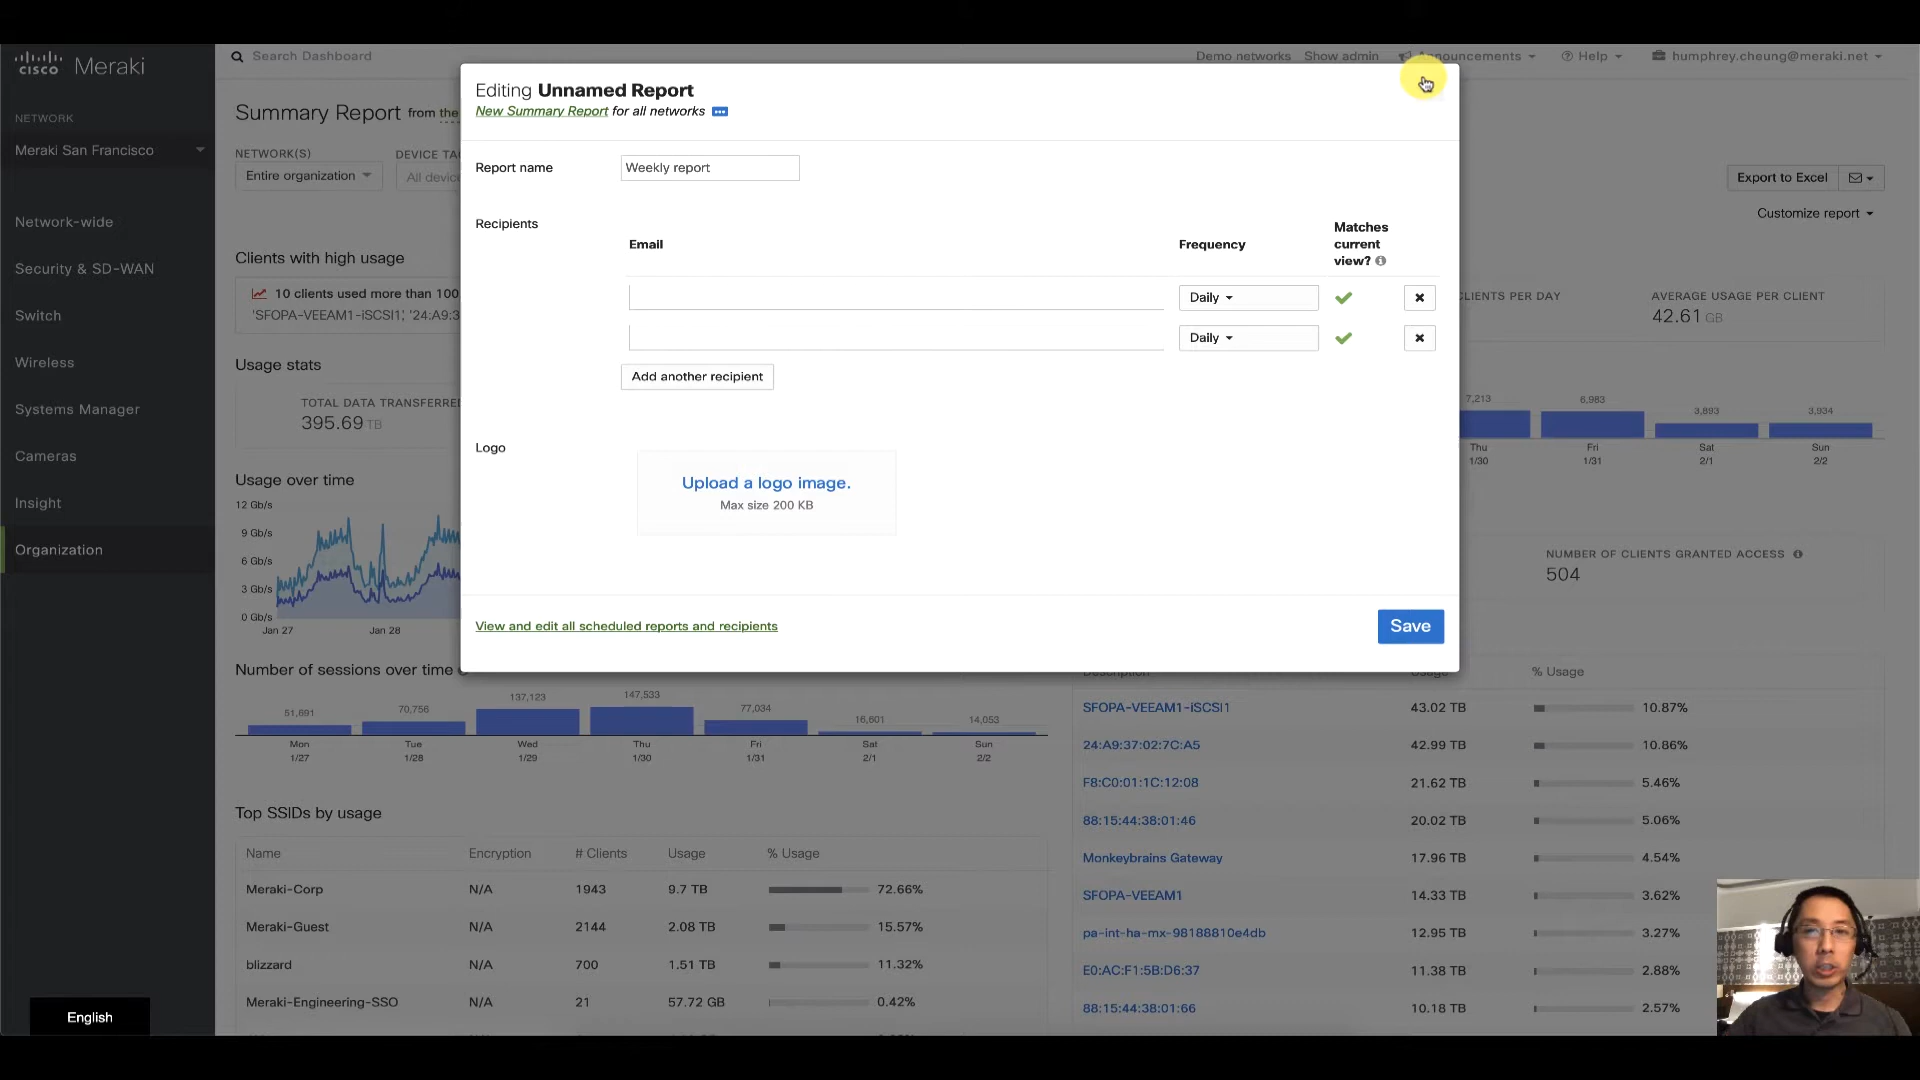 cisco Meraki
Search Dashboard
Demo networks
Show admin
Announcements
Help
humphrey.cheung@meraki.net
NETWORK
Meraki San Francisco
Network-wide
Security & SD-WAN
Switch
Wireless
Systems Manager
Cameras
Insight
Organization
English
Summary Report from the
NETWORK(S)
Entire organization
DEVICE TA
All devic
Export to Excel
Customize report
Editing Unnamed Report
New Summary Report for all networks
Report name
Weekly report
Recipients
Email
Frequency
Matches
current
view?
Daily
Daily
Add another recipient
Logo
Upload a logo image.
Max size 200 KB
View and edit all scheduled reports and recipients
Save
Clients with high usage
10 clients used more than 100
'SFOPA-VEEAM1-iSCSI1', '24:A9:3
Usage stats
TOTAL DATA TRANSFERRE
395.69 TB
CLIENTS PER DAY
AVERAGE USAGE PER CLIENT
42.61 GB
Usage over time
12 Gb/s
9 Gb/s
6 Gb/s
3 Gb/s
0 Gb/s
Jan 27
Jan 28
7,213
6,983
3,893
3,934
Thu
1/30
Fri
1/31
Sat
2/1
Sun
2/2
NUMBER OF CLIENTS GRANTED ACCESS
504
Number of sessions over time
51,691
70,756
137,123
147,533
77,034
16,601
14,053
Mon
1/27
Tue
1/28
Wed
1/29
Thu
1/30
Fri
1/31
Sat
2/1
Sun
2/2
Top SSIDs by usage
Name Encryption # Clients Usage % Usage
Meraki-Corp N/A 1943 9.7 TB 72.66%
Meraki-Guest N/A 2144 2.08 TB 15.57%
blizzard N/A 700 1.51 TB 11.32%
Meraki-Engineering-SSO N/A 21 57.72 GB 0.42%
Description Usage % Usage
SFOPA-VEEAM1-iSCSI1 43.02 TB 10.87%
24:A9:37:02:7C:A5 42.99 TB 10.86%
F8:C0:01:1C:12:08 21.62 TB 5.46%
88:15:44:38:01:46 20.02 TB 5.06%
Monkeybrains Gateway 17.96 TB 4.54%
SFOPA-VEEAM1 14.33 TB 3.62%
pa-int-ha-mx-98188810e4db 12.95 TB 3.27%
E0:AC:F1:5B:D6:37 11.38 TB 2.88%
88:15:44:38:01:66 10.18 TB 2.57%